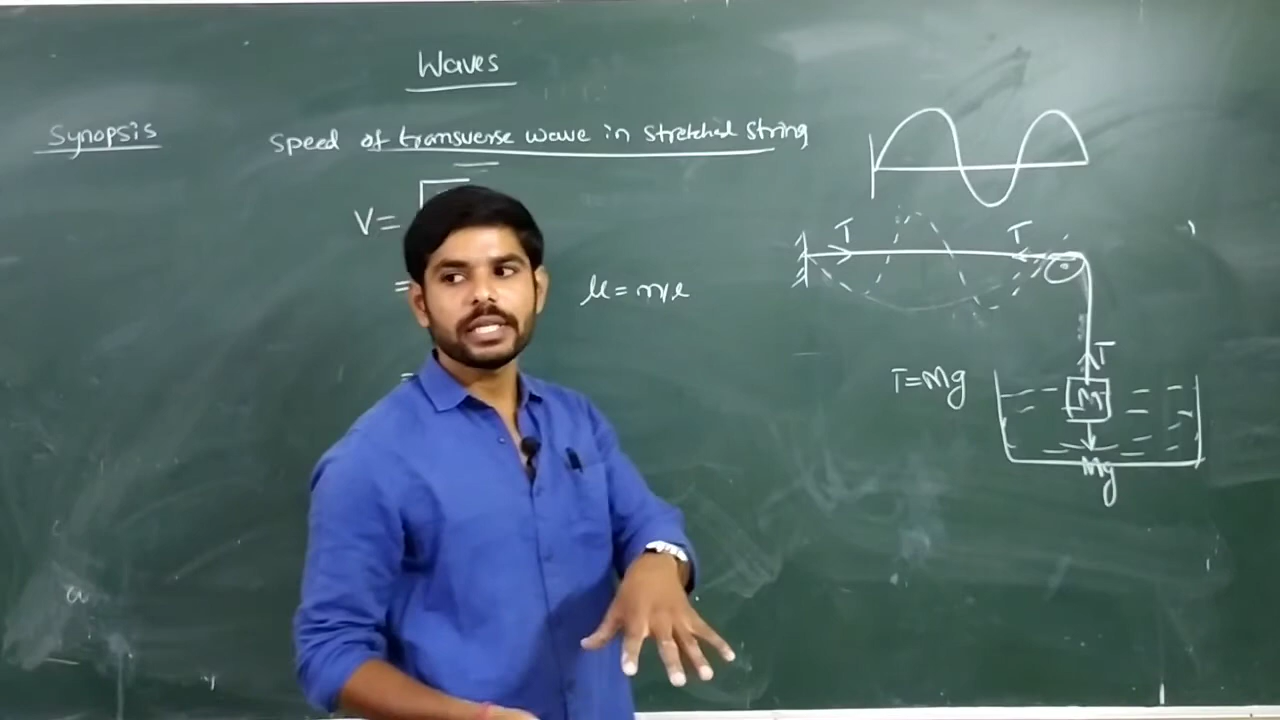 Waves
Synopsis
Speed of transverse wave in stretched string
V=
=
μ = m/l
=
T
T
T
T=Mg
M
Mg